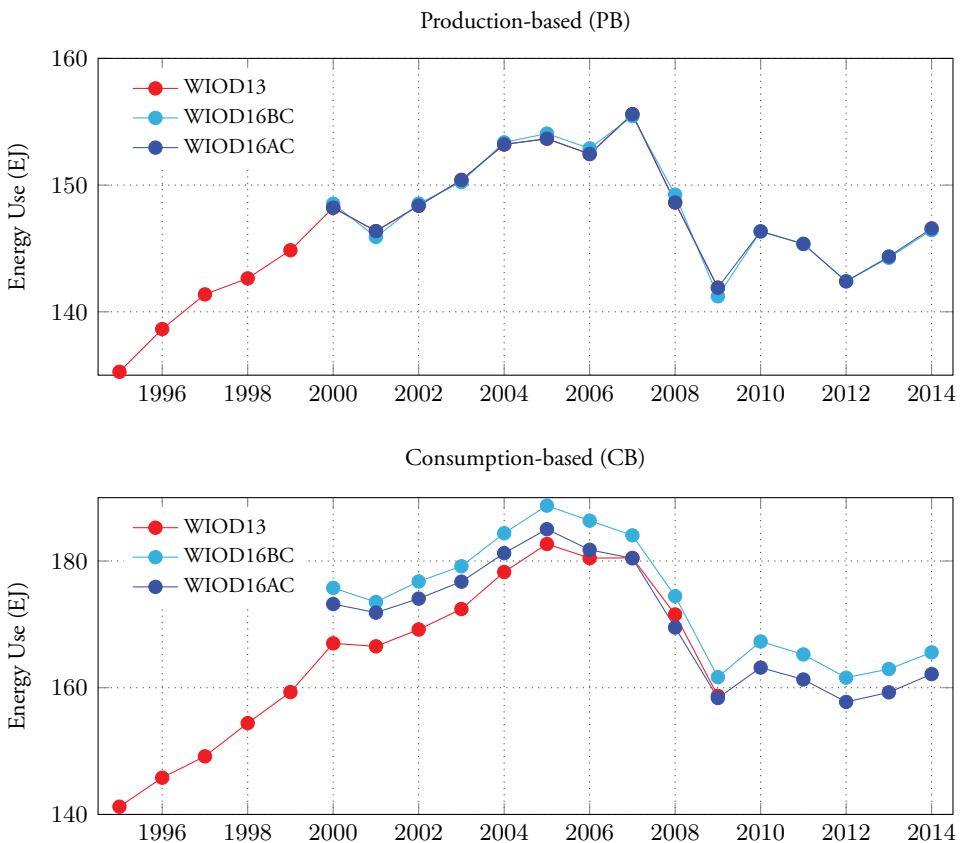 Production-based (PB)
160
150
140
Energy Use (EJ)
WIOD13
WIOD16BC
WIOD16AC
1996 1998 2000 2002 2004 2006 2008 2010 2012 2014
Consumption-based (CB)
180
160
140
Energy Use (EJ)
WIOD13
WIOD16BC
WIOD16AC
1996 1998 2000 2002 2004 2006 2008 2010 2012 2014